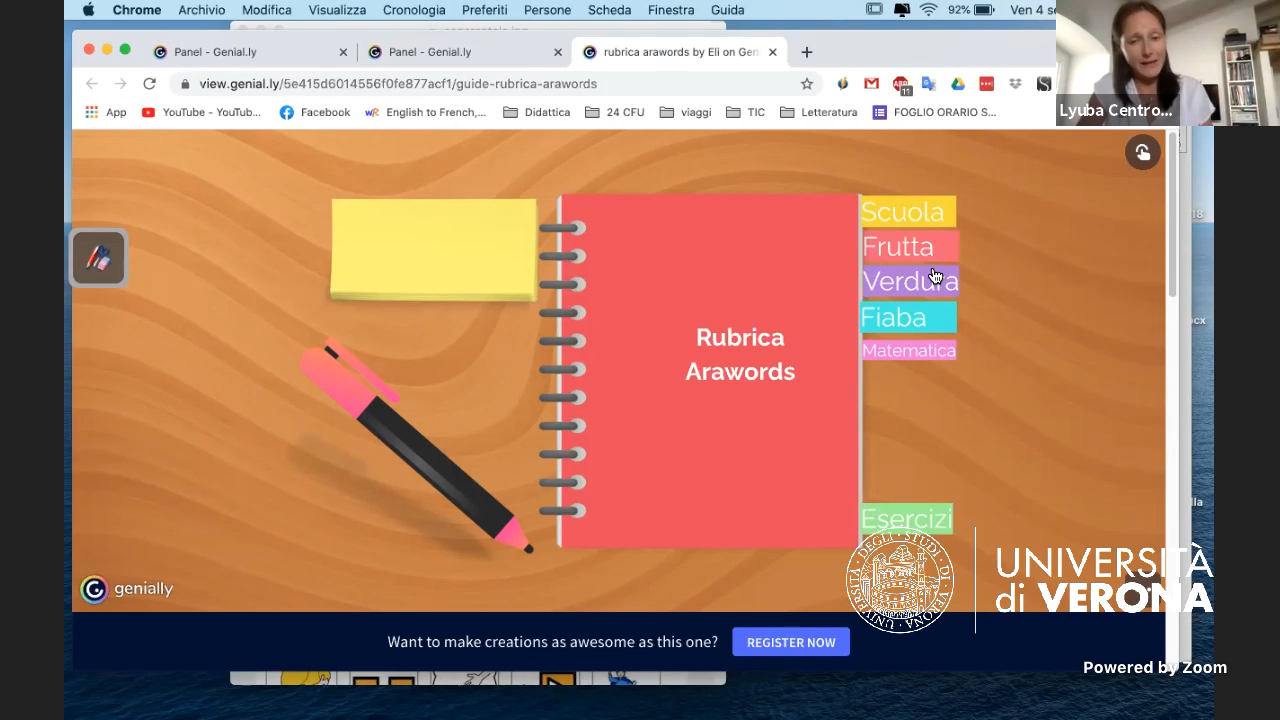 Chrome Archivio Modifica Visualizza Cronologia Preferiti Persone Scheda Finestra Guida 92% Ven 4 se
Panel - Genial.ly Panel - Genial.ly rubrica arawords by Eli on Gen
view.genial.ly/5e415d6014556f0fe877acf1/guide-rubrica-arawords
11
App YouTube - YouTub... Facebook English to French,... Didattica 24 CFU viaggi TIC Letteratura FOGLIO ORARIO S...
Lyuba Centro...
Scuola
Frutta
Verdura
Fiaba
Matematica
Rubrica
Arawords
Esercizi
genially
UNIVERSITÀ
di VERONA
Want to make creations as awesome as this one? REGISTER NOW
Powered by Zoom